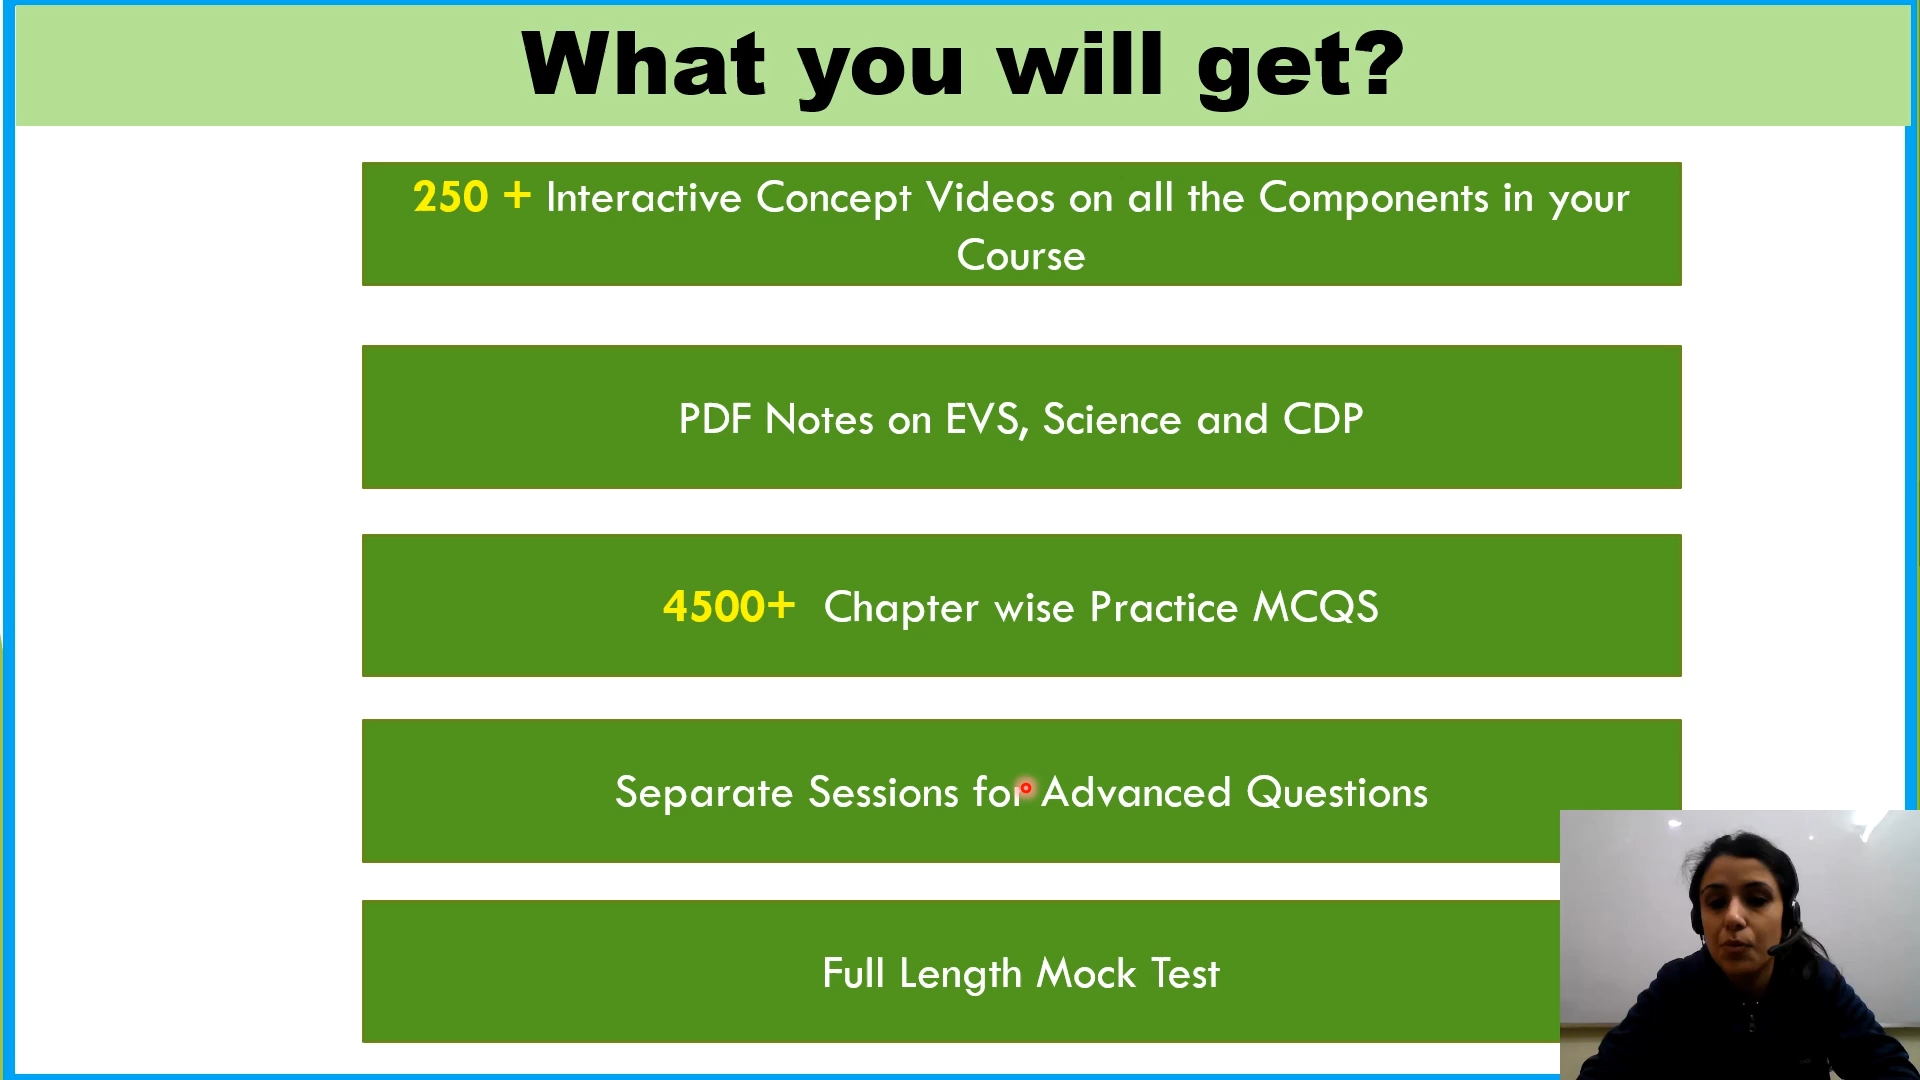 What you will get?
250 + Interactive Concept Videos on all the Components in your
Course
PDF Notes on EVS, Science and CDP
4500+ Chapter wise Practice MCQS
Separate Sessions for Advanced Questions
Full Length Mock Test